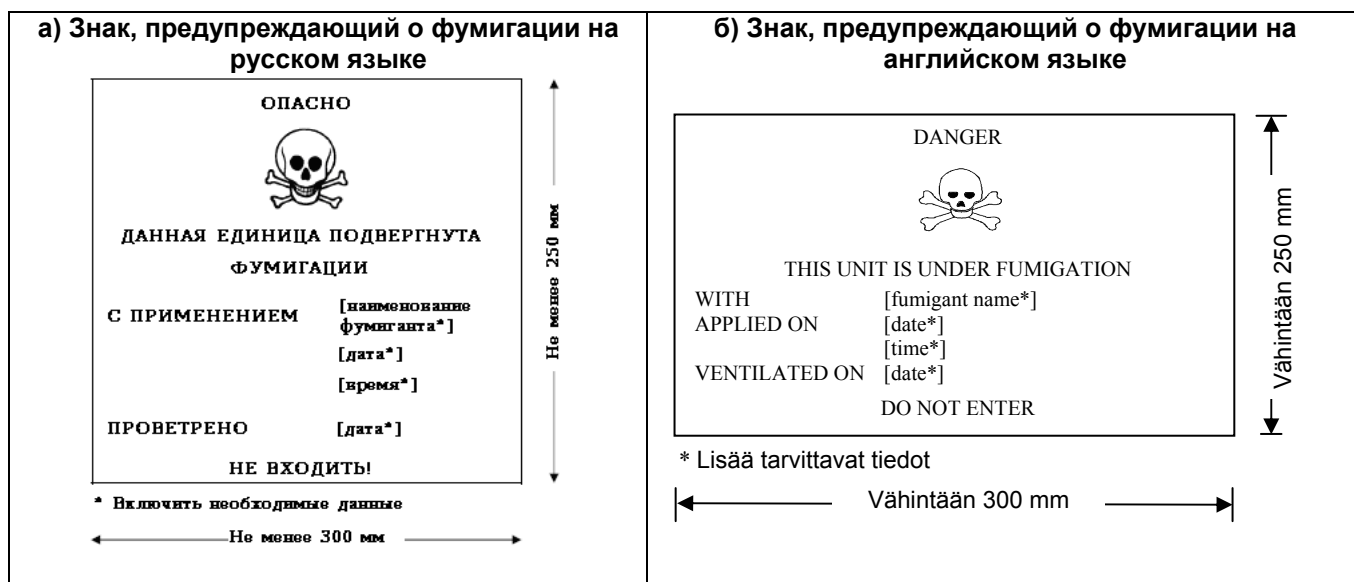 а) Знак, предупреждающий о фумигации на
русском языке
ОПАСНО
ДАННАЯ ЕДИНИЦА ПОДВЕРГНУТА
ФУМИГАЦИИ
С ПРИМЕНЕНИЕМ [наименование
фумиганта*]
[дата*]
[время*]
ПРОВЕТРЕНО [дата*]
НЕ ВХОДИТЬ!
* Включить необходимые данные
Не менее 300 мм
Не менее 250 мм
б) Знак, предупреждающий о фумигации на
английском языке
DANGER
THIS UNIT IS UNDER FUMIGATION
WITH [fumigant name*]
APPLIED ON [date*]
[time*]
VENTILATED ON [date*]
DO NOT ENTER
* Lisää tarvittavat tiedot
Vähintään 300 mm
Vähintään 250 mm